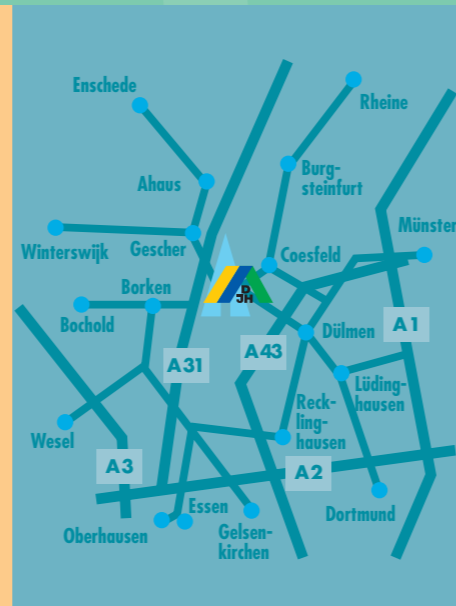 Enschede
Rheine
Ahaus
Burg-
steinfurt
Münster
Winterswijk
Gescher
Coesfeld
Borken
D
JH
Bochold
Dülmen
A1
A31
A43
Lüding-
hausen
Reck-
ling-
hausen
Wesel
A3
A2
Essen
Dortmund
Oberhausen
Gelsen-
kirchen